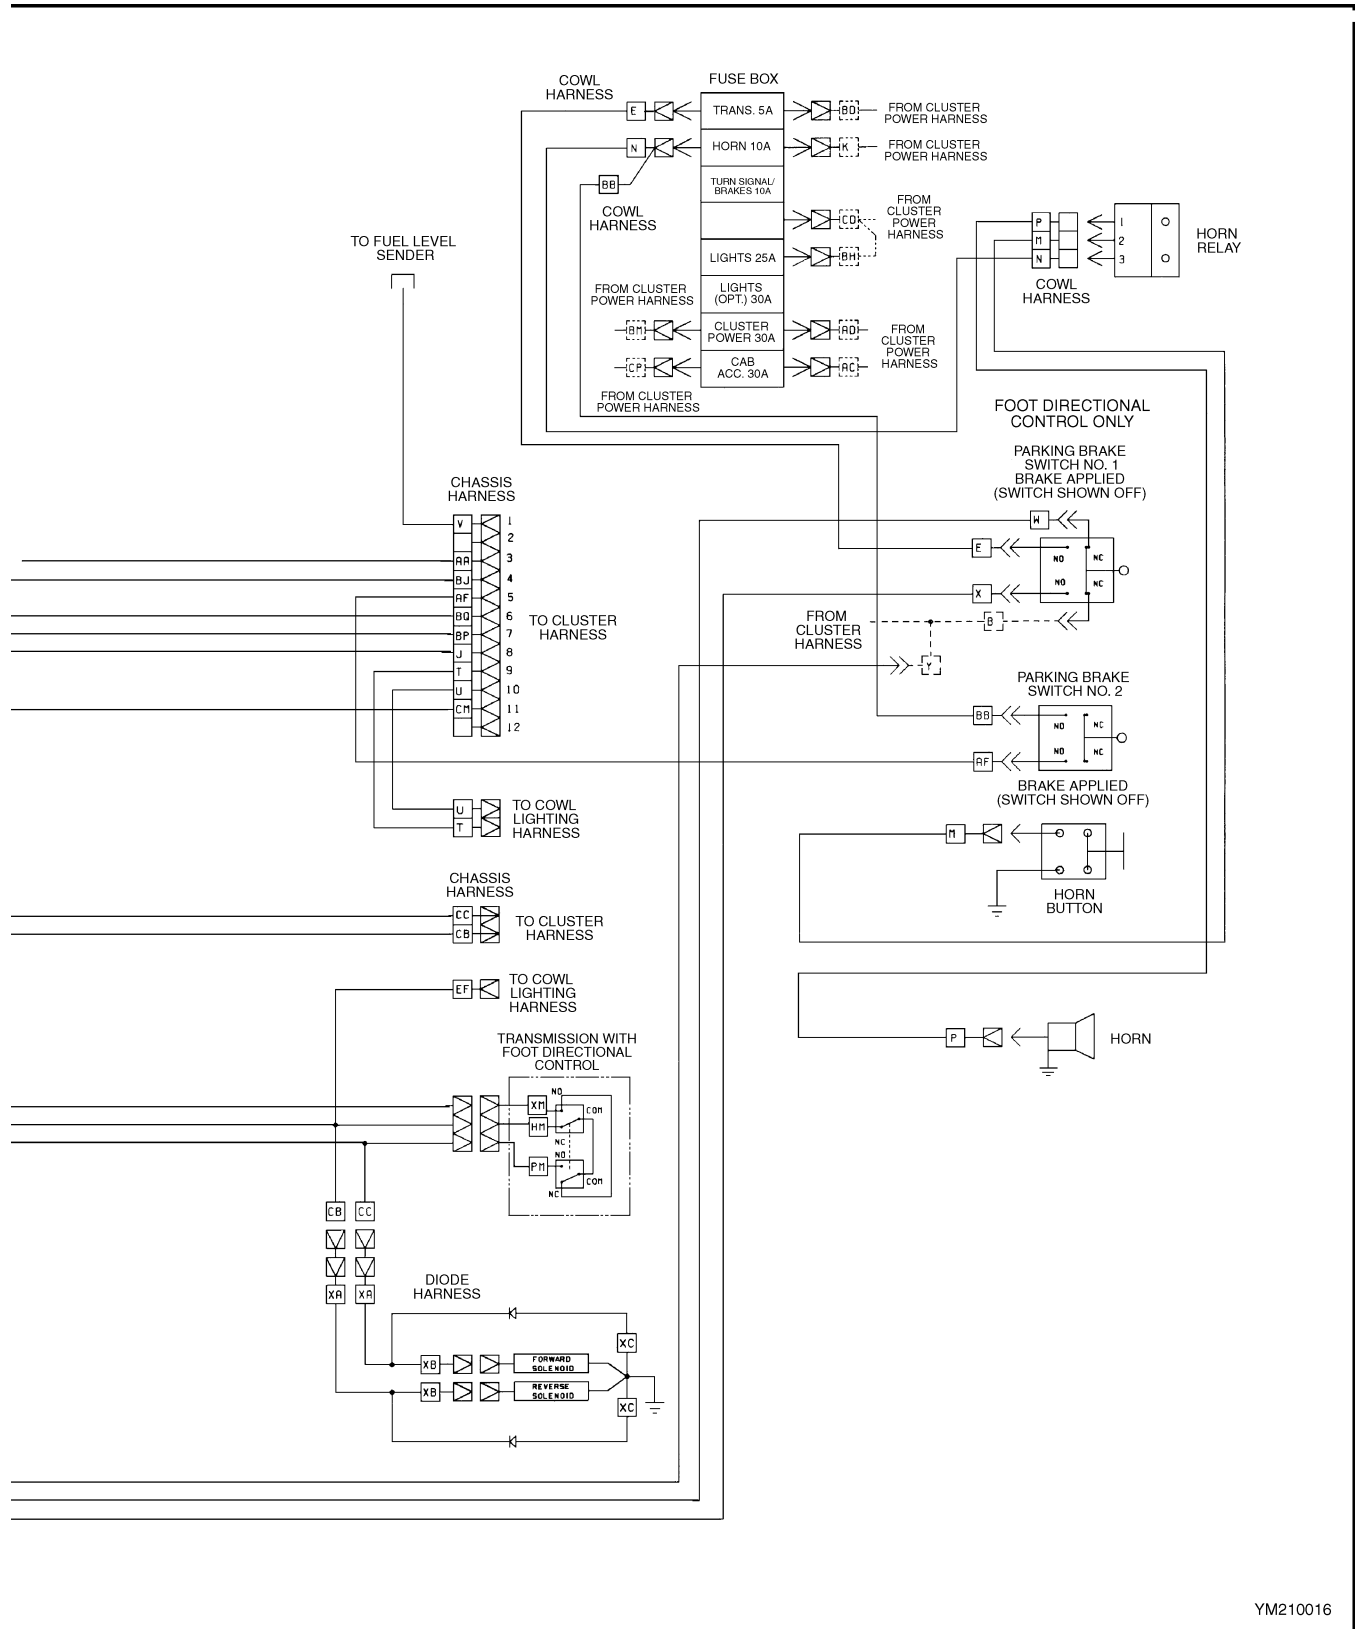 COWL
HARNESS
FUSE BOX
E
TRANS. 5A
BD
FROM CLUSTER
POWER HARNESS
N
HORN 10A
K
FROM CLUSTER
POWER HARNESS
BB
TURN SIGNAL/
BRAKES 10A
COWL
HARNESS
CD
FROM
CLUSTER
POWER
HARNESS
LIGHTS 25A
BH
P
M
N
1
2
3
HORN
RELAY
COWL
HARNESS
TO FUEL LEVEL
SENDER
FROM CLUSTER
POWER HARNESS
LIGHTS
(OPT.) 30A
BM
CLUSTER
POWER 30A
AD
FROM
CLUSTER
POWER
HARNESS
CP
CAB
ACC. 30A
AC
FROM CLUSTER
POWER HARNESS
FOOT DIRECTIONAL
CONTROL ONLY
PARKING BRAKE
SWITCH NO. 1
BRAKE APPLIED
(SWITCH SHOWN OFF)
W
E
NO
NC
X
NO
NC
FROM
CLUSTER
HARNESS
B
Y
CHASSIS
HARNESS
V 1
2
AA 3
BJ 4
AF 5
BQ 6
BP 7
J 8
T 9
U 10
CM 11
12
TO CLUSTER
HARNESS
PARKING BRAKE
SWITCH NO. 2
BB
NO
NC
AF
NO
NC
BRAKE APPLIED
(SWITCH SHOWN OFF)
U
T
TO COWL
LIGHTING
HARNESS
M
HORN
BUTTON
CHASSIS
HARNESS
CC
CB
TO CLUSTER
HARNESS
EF
TO COWL
LIGHTING
HARNESS
P
HORN
TRANSMISSION WITH
FOOT DIRECTIONAL
CONTROL
NO
XM
COM
HM
NC
NO
PM
COM
NC
CB
CC
XA
XA
DIODE
HARNESS
XC
XB
FORWARD
SOLENOID
XB
REVERSE
SOLENOID
XC
YM210016